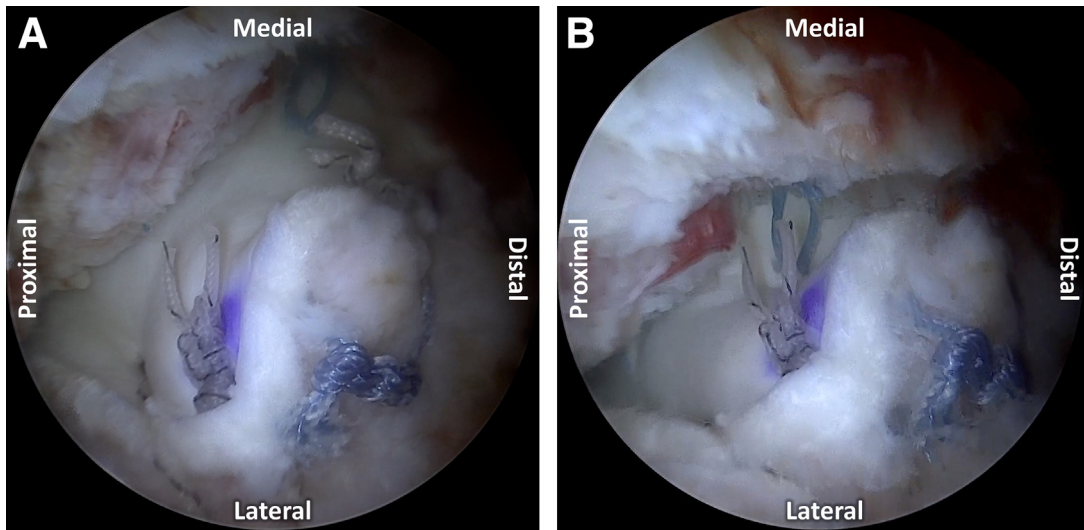 A
Medial
Proximal
Distal
Lateral
B
Medial
Proximal
Distal
Lateral